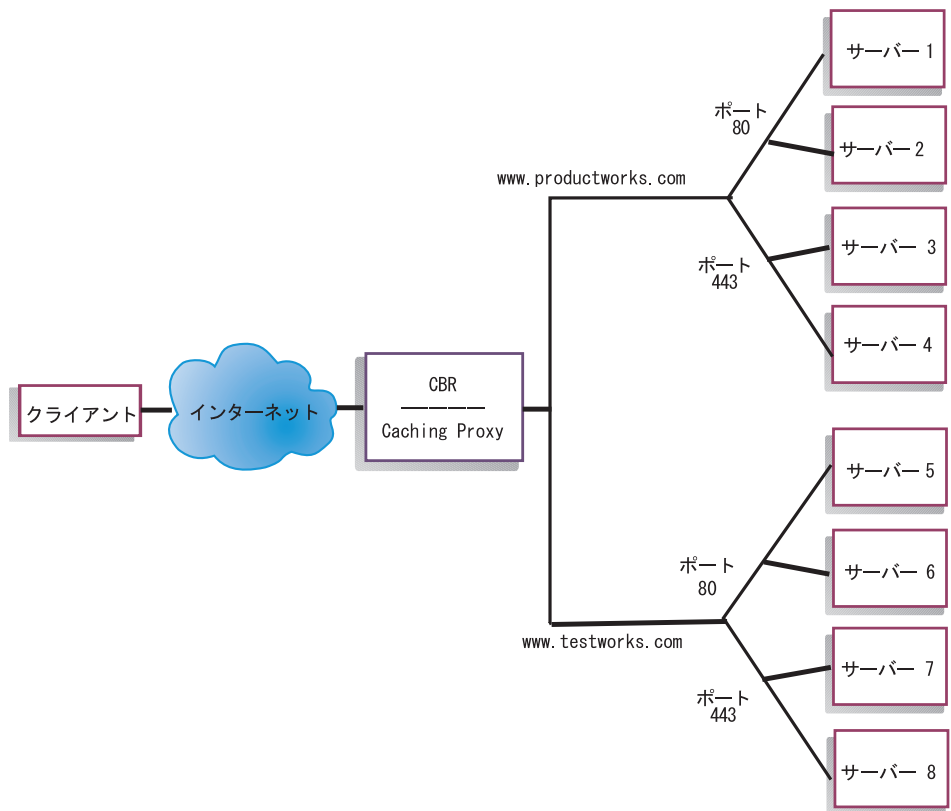 サーバー 1
ポート
80
サーバー 2
www.productworks.com
サーバー 3
ポート
443
サーバー 4
クライアント
インターネット
CBR
Caching Proxy
サーバー 5
ポート
80
サーバー 6
www.testworks.com
サーバー 7
ポート
443
サーバー 8